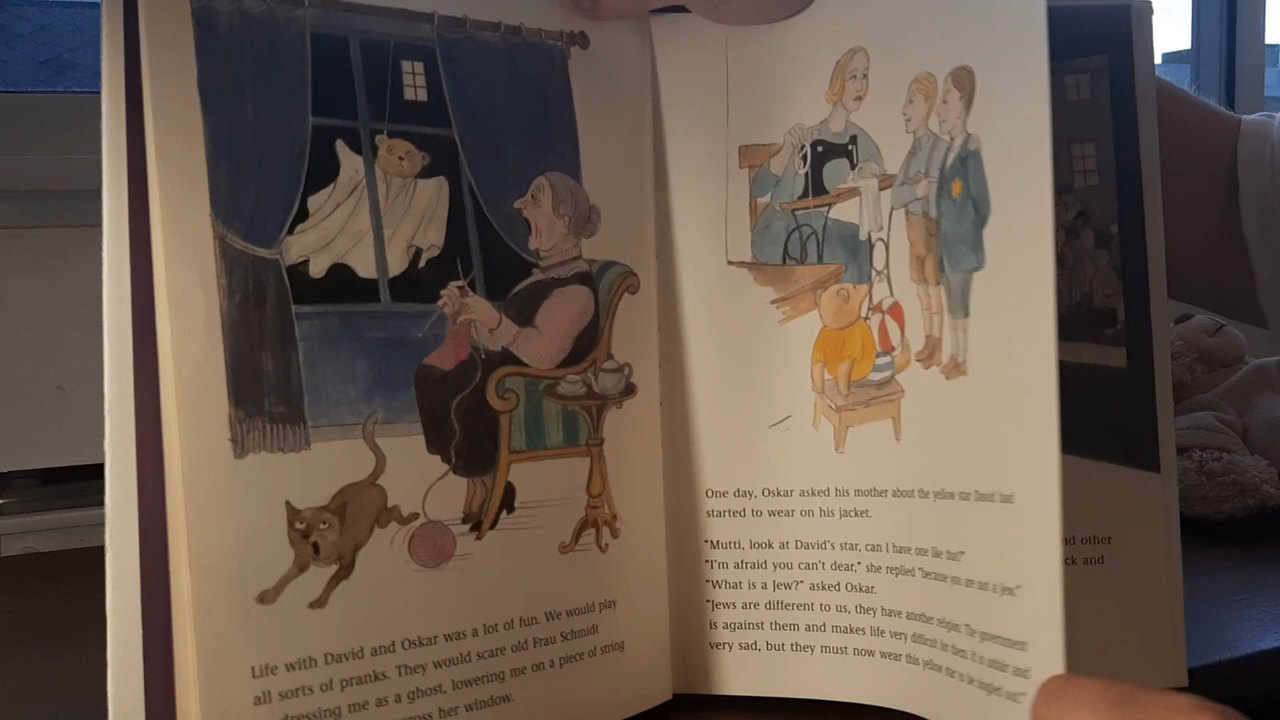 Life with David and Oskar was a lot of fun. We would play
all sorts of pranks. They would scare old Frau Schmidt
dressing me as a ghost, lowering me on a piece of string
her window.
One day, Oskar asked his mother about the yellow star David had
started to wear on his jacket.
"Mutti, look at David's star, can I have one like that?"
"I'm afraid you can't dear," she replied "because you are not a Jew."
"What is a Jew?" asked Oskar.
"Jews are different to us, they have another religion. The government
is against them and makes life very difficult for them. It is unfair and
very sad, but they must now wear this yellow star to be singled out."
other
and